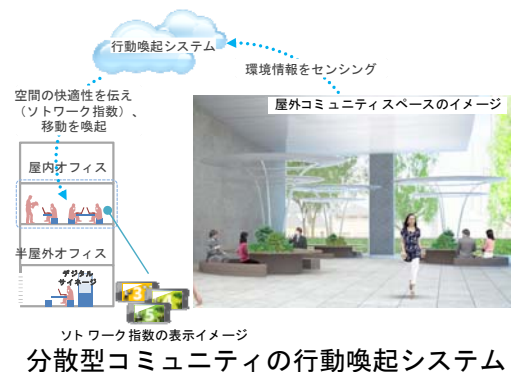 行動喚起システム
環境情報をセンシング
空間の快適性を伝え
（ソトワーク指数）、
移動を喚起
屋外コミュニティスペースのイメージ
屋内オフィス
半屋外オフィス
デジタル
サイネージ
ソトワーク指数の表示イメージ
分散型コミュニティの行動喚起システム